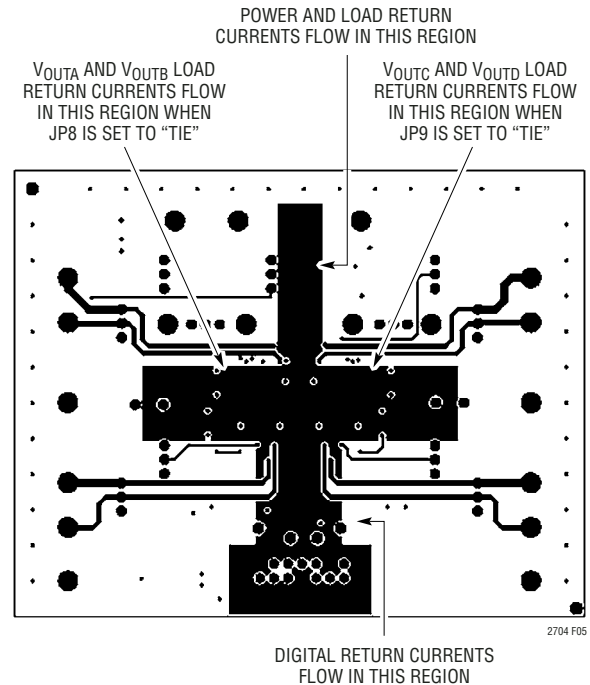 POWER AND LOAD RETURN
CURRENTS FLOW IN THIS REGION
VOUTA AND VOUTB LOAD
RETURN CURRENTS FLOW
IN THIS REGION WHEN
JP8 IS SET TO “TIE”
VOUTC AND VOUTD LOAD
RETURN CURRENTS FLOW
IN THIS REGION WHEN
JP9 IS SET TO “TIE”
2704 F05
DIGITAL RETURN CURRENTS
FLOW IN THIS REGION